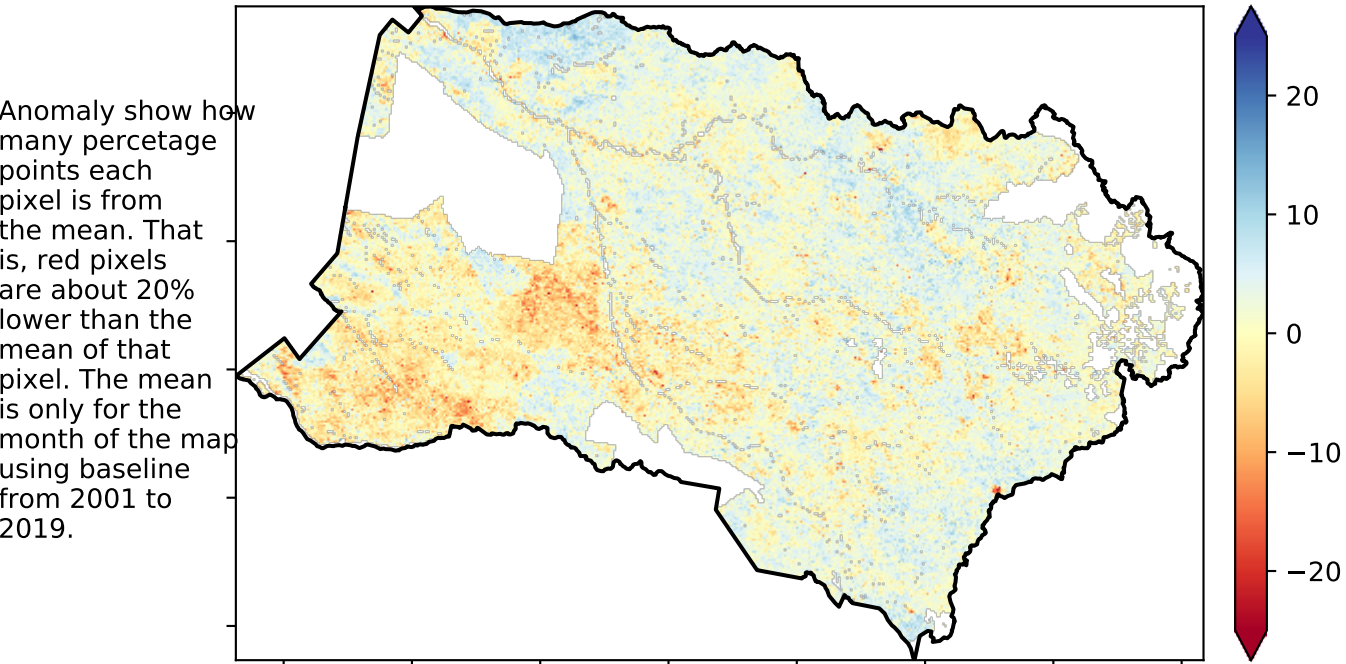 Anomaly show how
many percetage
points each
pixel is from
the mean. That
is, red pixels
are about 20%
lower than the
mean of that
pixel. The mean
is only for the
month of the map
using baseline
from 2001 to
2019.
20
10
0
−10
−20